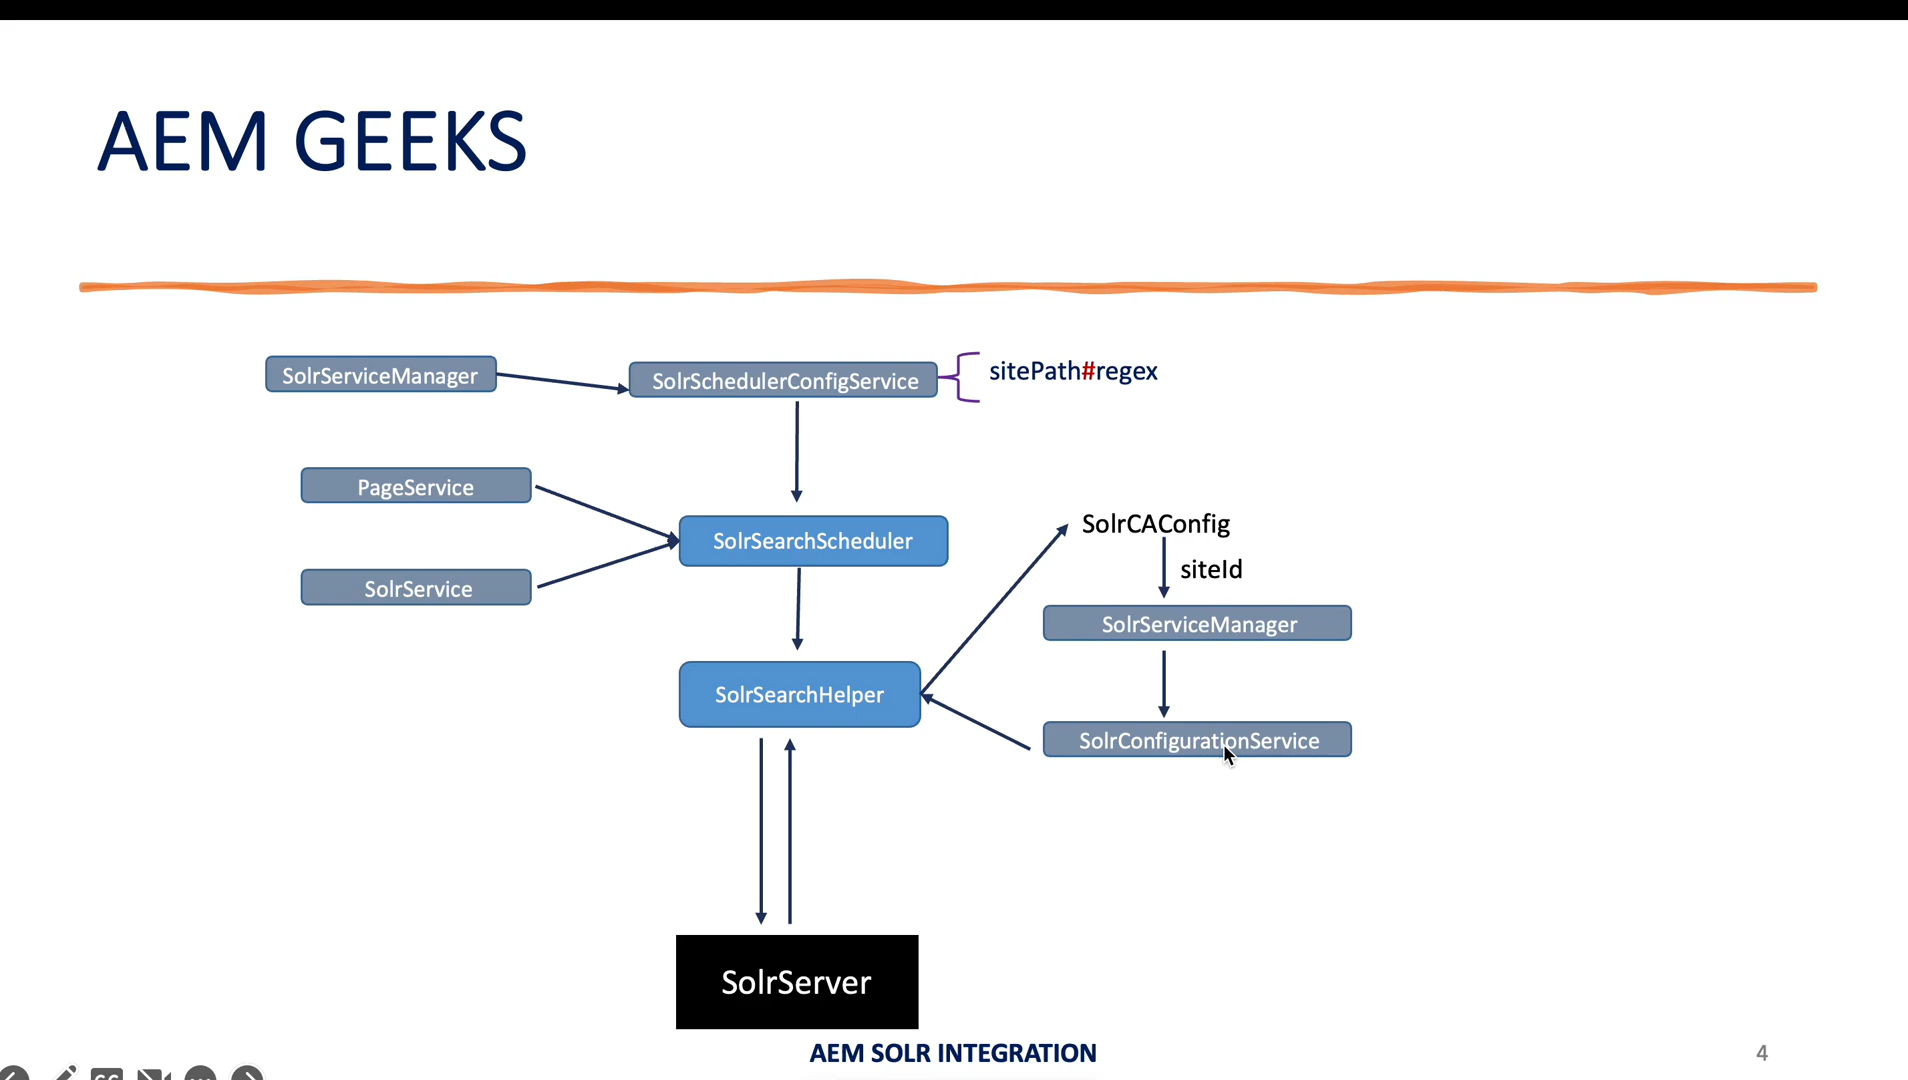 AEM GEEKS
SolrServiceManager
SolrSchedulerConfigService
sitePath#regex
PageService
SolrSearchScheduler
SolrCAConfig
siteId
SolrService
SolrServiceManager
SolrSearchHelper
SolrConfigurationService
SolrServer
AEM SOLR INTEGRATION
4